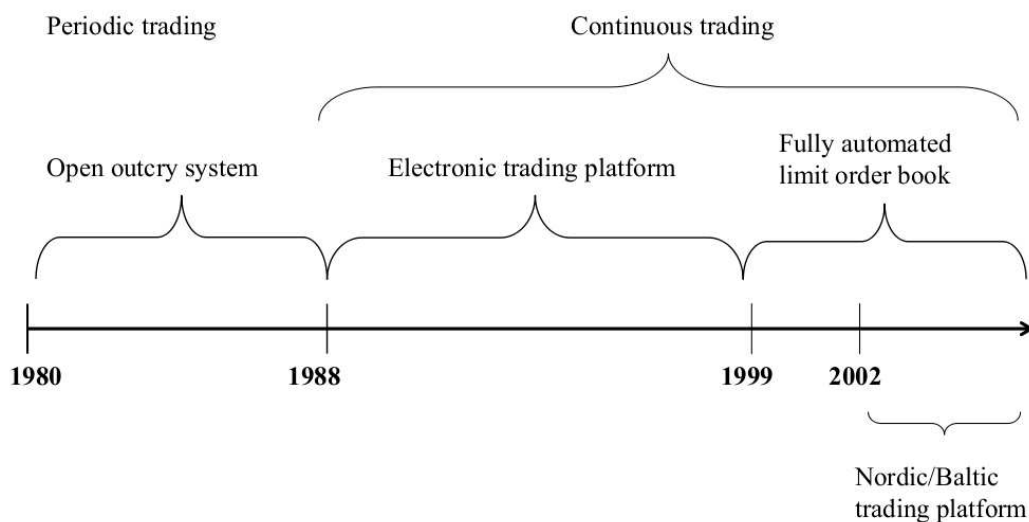 Periodic trading
Continuous trading
Open outcry system
Electronic trading platform
Fully automated
limit order book
1980
1988
1999
2002
Nordic/Baltic
trading platform